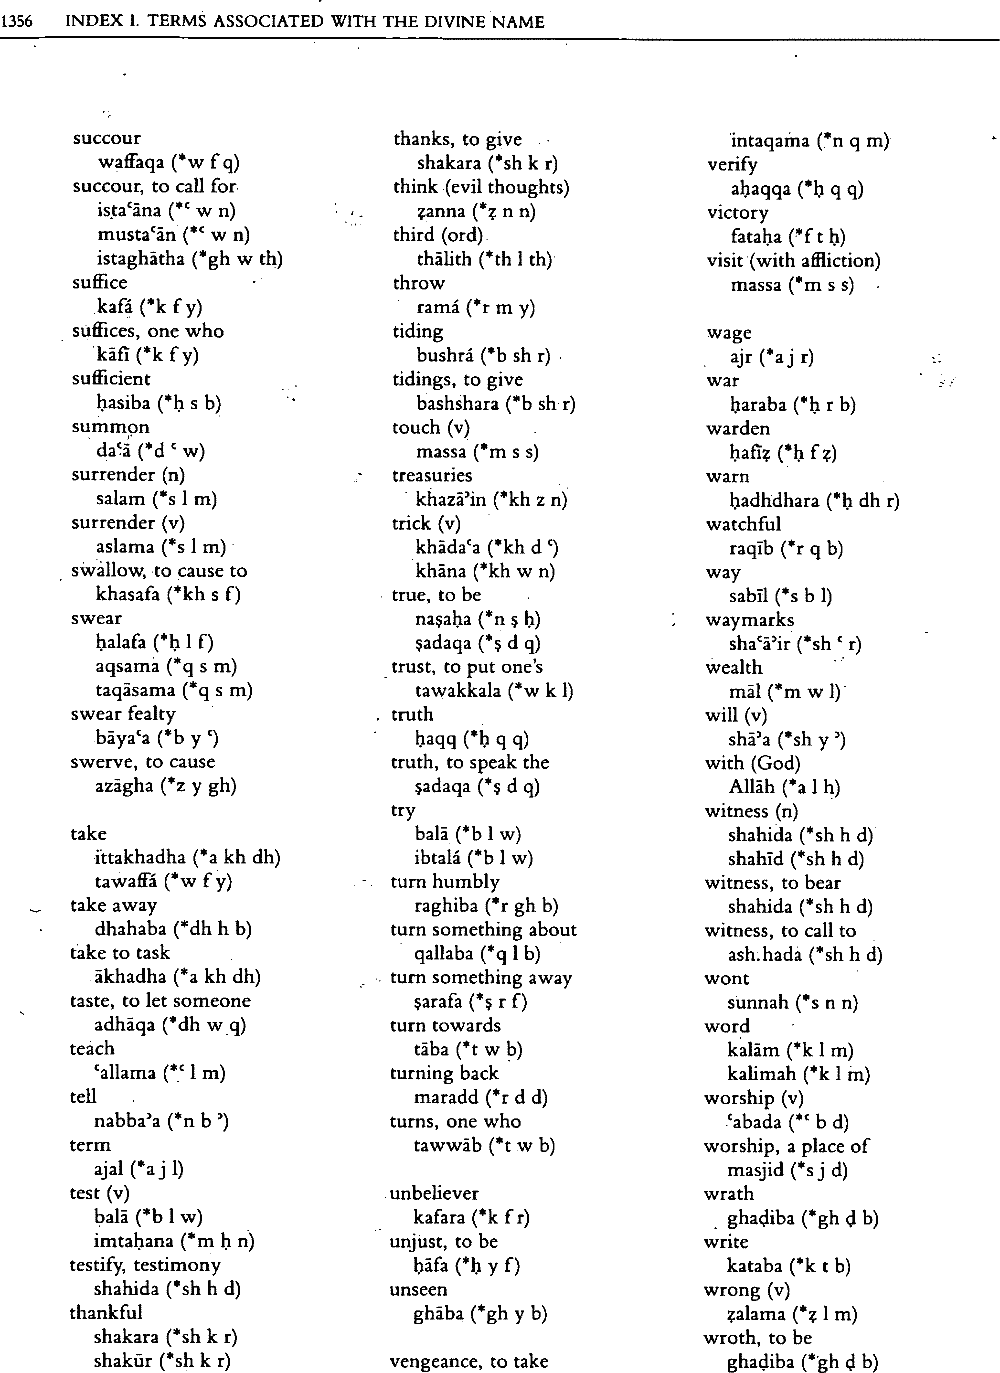 1356 INDEX I. TERMS ASSOCIATED WITH THE DIVINE NAME
succour
waffaqa (*w f q)
succour, to call for
istaʿāna (*ʿ w n)
mustaʿān (*ʿ w n)
istaghātha (*gh w th)
suffice
kafá (*k f y)
suffices, one who
kāfī (*k f y)
sufficient
ḥasiba (*ḥ s b)
summon
daʿā (*d ʿ w)
surrender (n)
salam (*s l m)
surrender (v)
aslama (*s l m)
swallow, to cause to
khasafa (*kh s f)
swear
ḥalafa (*ḥ l f)
aqsama (*q s m)
taqāsama (*q s m)
swear fealty
bāyaʿa (*b y ʿ)
swerve, to cause
azāgha (*z y gh)
take
ittakhadha (*a kh dh)
tawaffá (*w f y)
take away
dhahaba (*dh h b)
take to task
ākhadha (*a kh dh)
taste, to let someone
adhāqa (*dh w q)
teach
ʿallama (*ʿ l m)
tell
nabbaʾa (*n b ʾ)
term
ajal (*a j l)
test (v)
balā (*b l w)
imtaḥana (*m ḥ n)
testify, testimony
shahida (*sh h d)
thankful
shakara (*sh k r)
shakūr (*sh k r)
thanks, to give
shakara (*sh k r)
think (evil thoughts)
ẓanna (*ẓ n n)
third (ord)
thālith (*th l th)
throw
ramá (*r m y)
tiding
bushrá (*b sh r)
tidings, to give
bashshara (*b sh r)
touch (v)
massa (*m s s)
treasuries
khazāʾin (*kh z n)
trick (v)
khādaʿa (*kh d ʿ)
khāna (*kh w n)
true, to be
naṣaḥa (*n ṣ ḥ)
ṣadaqa (*ṣ d q)
trust, to put one's
tawakkala (*w k l)
truth
ḥaqq (*ḥ q q)
truth, to speak the
ṣadaqa (*ṣ d q)
try
balā (*b l w)
ibtalá (*b l w)
turn humbly
raghiba (*r gh b)
turn something about
qallaba (*q l b)
turn something away
ṣarafa (*ṣ r f)
turn towards
tāba (*t w b)
turning back
maradd (*r d d)
turns, one who
tawwāb (*t w b)
unbeliever
kafara (*k f r)
unjust, to be
ḥāfa (*ḥ y f)
unseen
ghāba (*gh y b)
vengeance, to take
intaqama (*n q m)
verify
aḥaqqa (*ḥ q q)
victory
fataḥa (*f t ḥ)
visit (with affliction)
massa (*m s s)
wage
ajr (*a j r)
war
ḥaraba (*ḥ r b)
warden
ḥafīẓ (*ḥ f ẓ)
warn
ḥadhdhara (*ḥ dh r)
watchful
raqīb (*r q b)
way
sabīl (*s b l)
waymarks
shaʿāʾir (*sh ʿ r)
wealth
māl (*m w l)
will (v)
shāʾa (*sh y ʾ)
with (God)
Allāh (*a l h)
witness (n)
shahida (*sh h d)
shahīd (*sh h d)
witness, to bear
shahida (*sh h d)
witness, to call to
ash.hada (*sh h d)
wont
sunnah (*s n n)
word
kalām (*k l m)
kalimah (*k l m)
worship (v)
ʿabada (*ʿ b d)
worship, a place of
masjid (*s j d)
wrath
ghaḍiba (*gh ḍ b)
write
kataba (*k t b)
wrong (v)
ẓalama (*ẓ l m)
wroth, to be
ghaḍiba (*gh ḍ b)